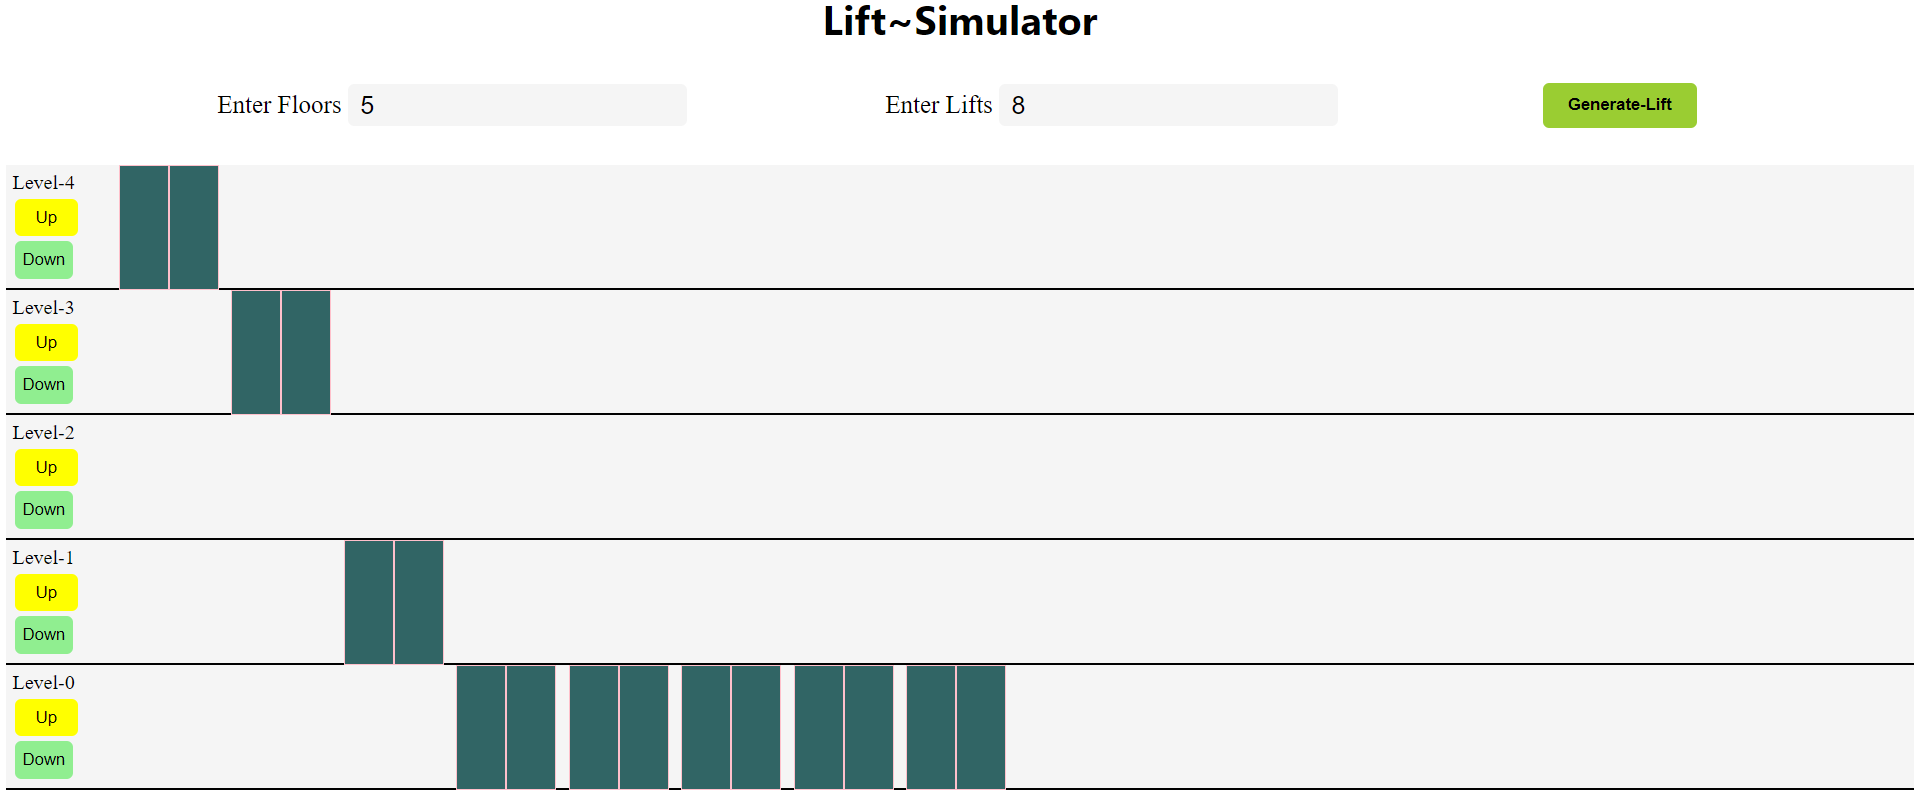 Lift~Simulator
Enter Floors 5 Enter Lifts 8 Generate-Lift
Level-4
Up
Down
Level-3
Up
Down
Level-2
Up
Down
Level-1
Up
Down
Level-0
Up
Down